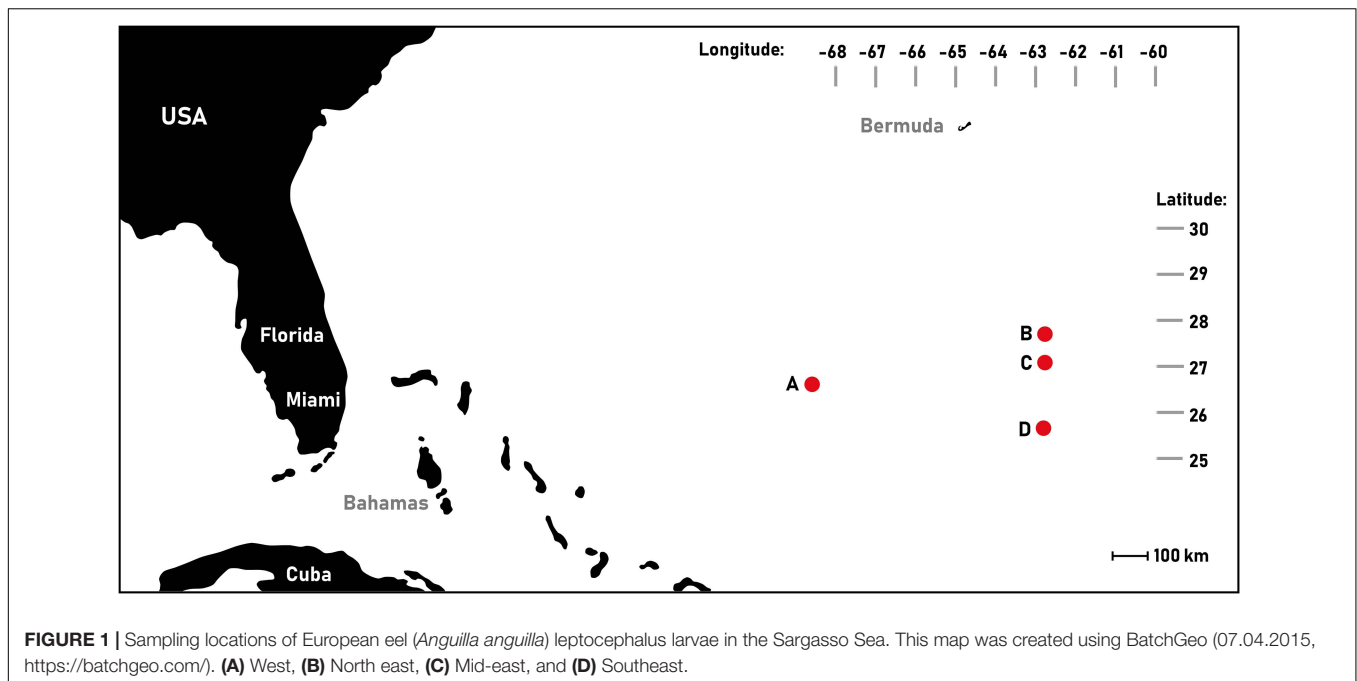 Longitude: -68 -67 -66 -65 -64 -63 -62 -61 -60
USA
Bermuda
Latitude:
30
29
28
Florida
B
C
27
A
Miami
26
D
25
Bahamas
100 km
Cuba
FIGURE 1 | Sampling locations of European eel (Anguilla anguilla) leptocephalus larvae in the Sargasso Sea. This map was created using BatchGeo (07.04.2015,
https://batchgeo.com/). (A) West, (B) North east, (C) Mid-east, and (D) Southeast.